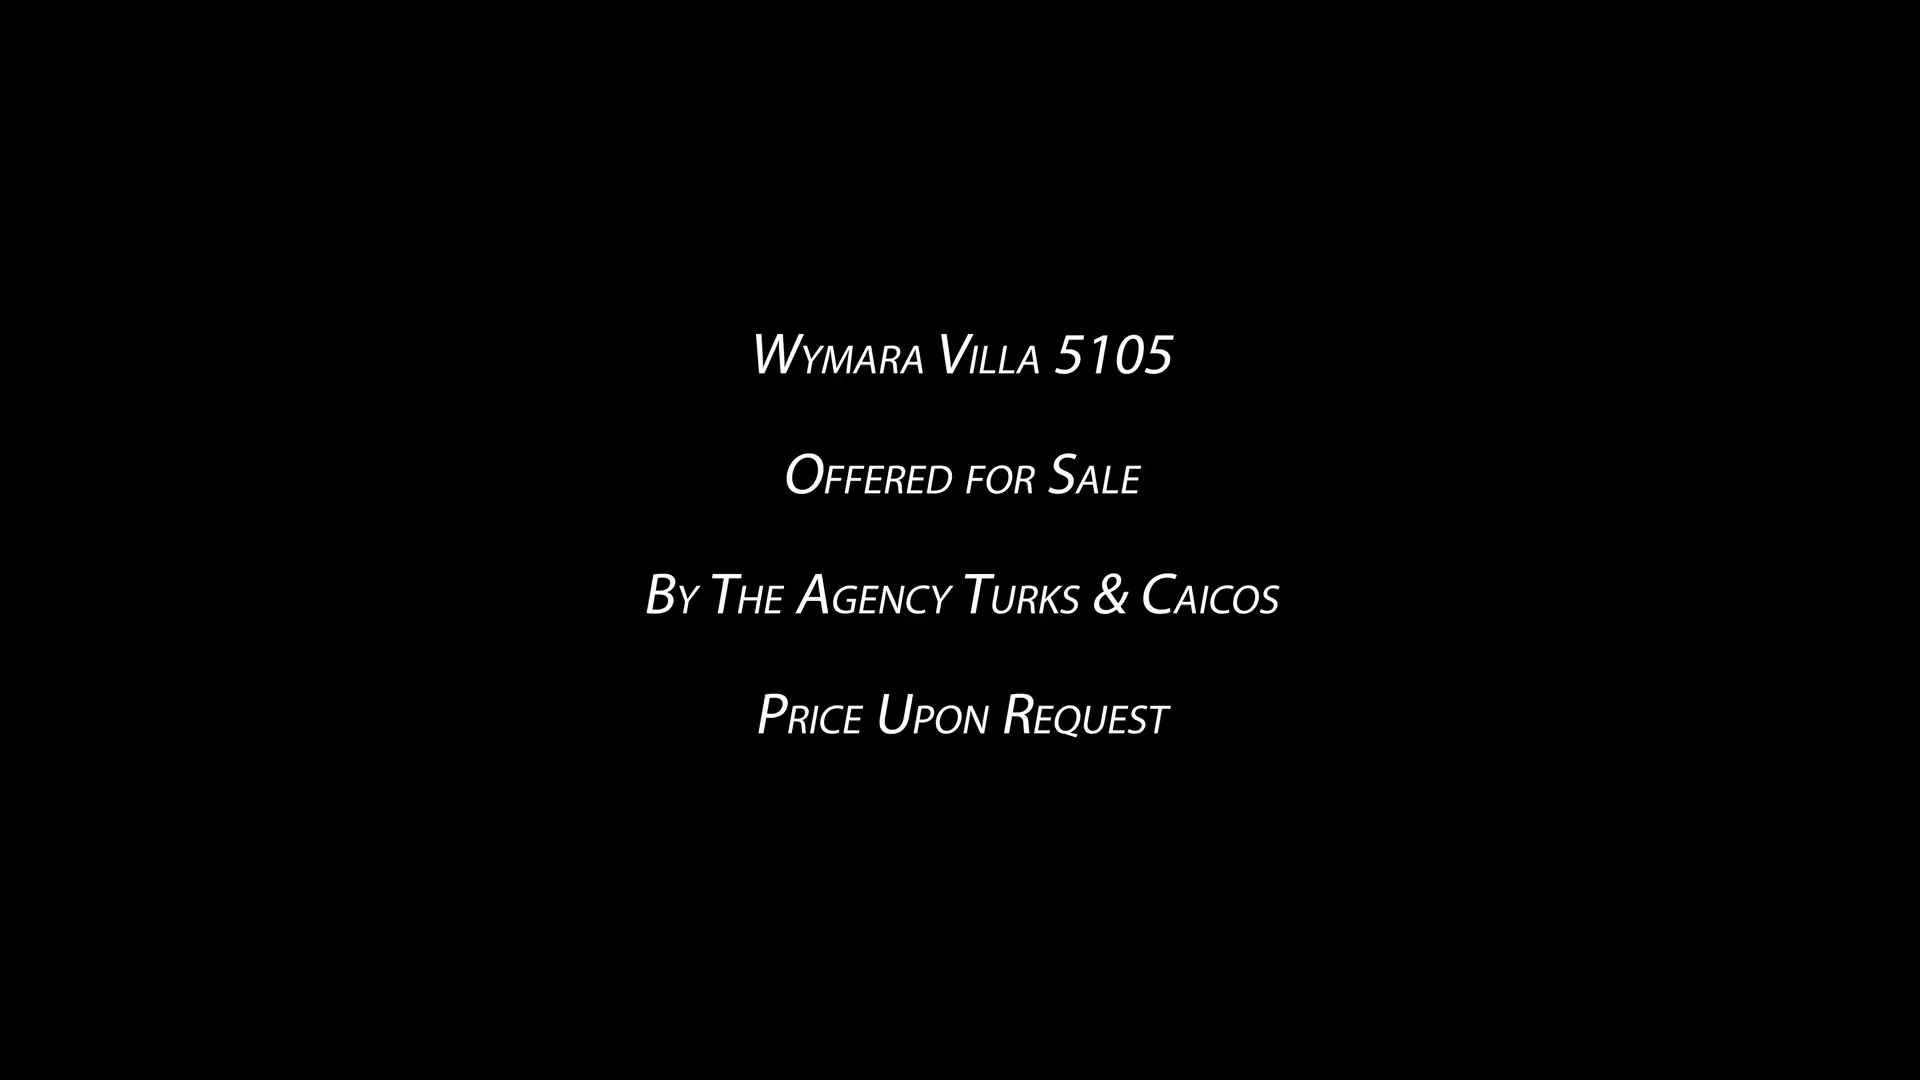 Wymara Villa 5105
Offered for Sale
By The Agency Turks & Caicos
Price Upon Request